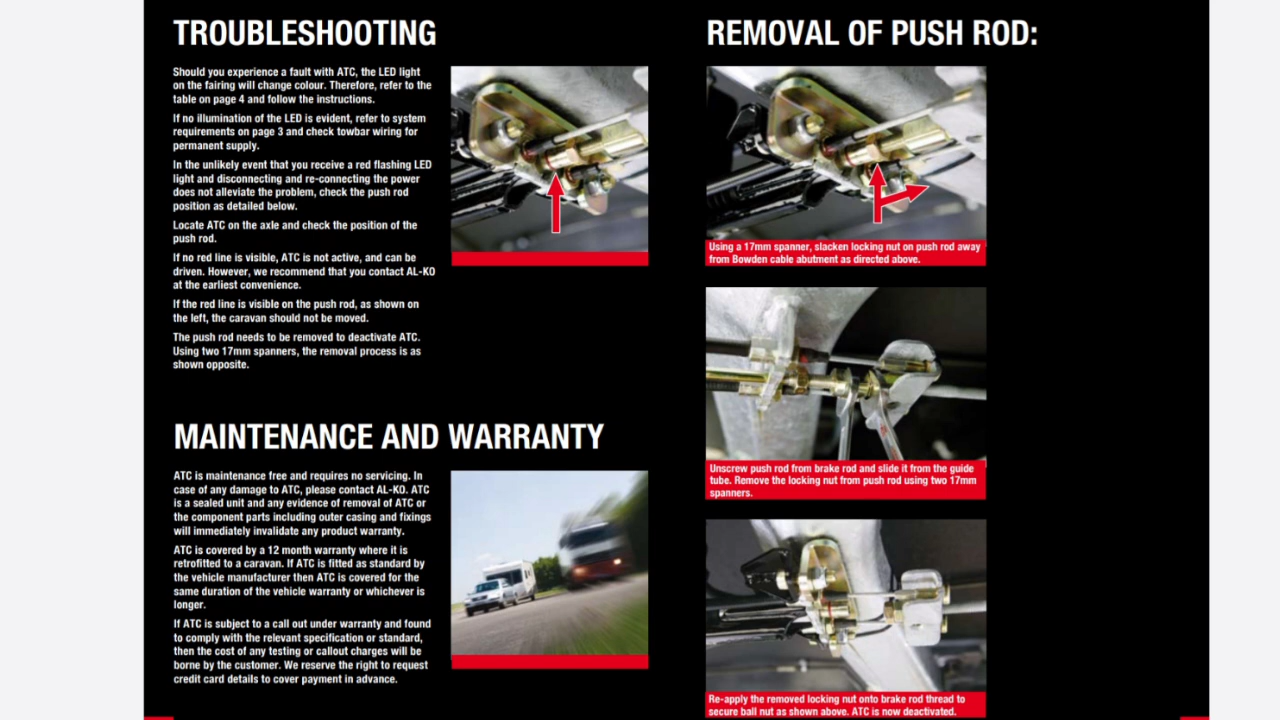 TROUBLESHOOTING
Should you experience a fault with ATC, the LED light
on the fairing will change colour. Therefore, refer to the
table on page 4 and follow the instructions.
If no illumination of the LED is evident, refer to system
requirements on page 3 and check towbar wiring for
permanent supply.
In the unlikely event that you receive a red flashing LED
light and disconnecting and re-connecting the power
does not alleviate the problem, check the push rod
position as detailed below.
Locate ATC on the axle and check the position of the
push rod.
If no red line is visible, ATC is not active, and can be
driven. However, we recommend that you contact AL-KO
at the earliest convenience.
If the red line is visible on the push rod, as shown on
the left, the caravan should not be moved.
The push rod needs to be removed to deactivate ATC.
Using two 17mm spanners, the removal process is as
shown opposite.
MAINTENANCE AND WARRANTY
ATC is maintenance free and requires no servicing. In
case of any damage to ATC, please contact AL-KO. ATC
is a sealed unit and any evidence of removal of ATC or
the component parts including outer casing and fixings
will immediately invalidate any product warranty.
ATC is covered by a 12 month warranty where it is
retrofitted to a caravan. If ATC is fitted as standard by
the vehicle manufacturer then ATC is covered for the
same duration of the vehicle warranty or whichever is
longer.
If ATC is subject to a call out under warranty and found
to comply with the relevant specification or standard,
then the cost of any testing or callout charges will be
borne by the customer. We reserve the right to request
credit card details to cover payment in advance.
REMOVAL OF PUSH ROD:
Using a 17mm spanner, slacken locking nut on push rod away
from Bowden cable abutment as directed above.
Unscrew push rod from brake rod and slide it from the guide
tube. Remove the locking nut from push rod using two 17mm
spanners.
Re-apply the removed locking nut onto brake rod thread to
secure ball nut as shown above. ATC is now deactivated.